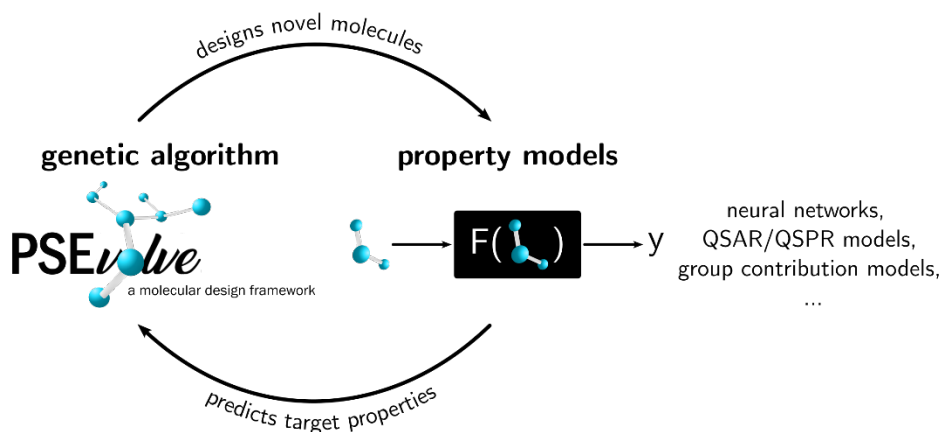 designs novel molecules
genetic algorithm
property models
PSEvolve
a molecular design framework
F( )
y
neural networks,
QSAR/QSPR models,
group contribution models,
...
predicts target properties